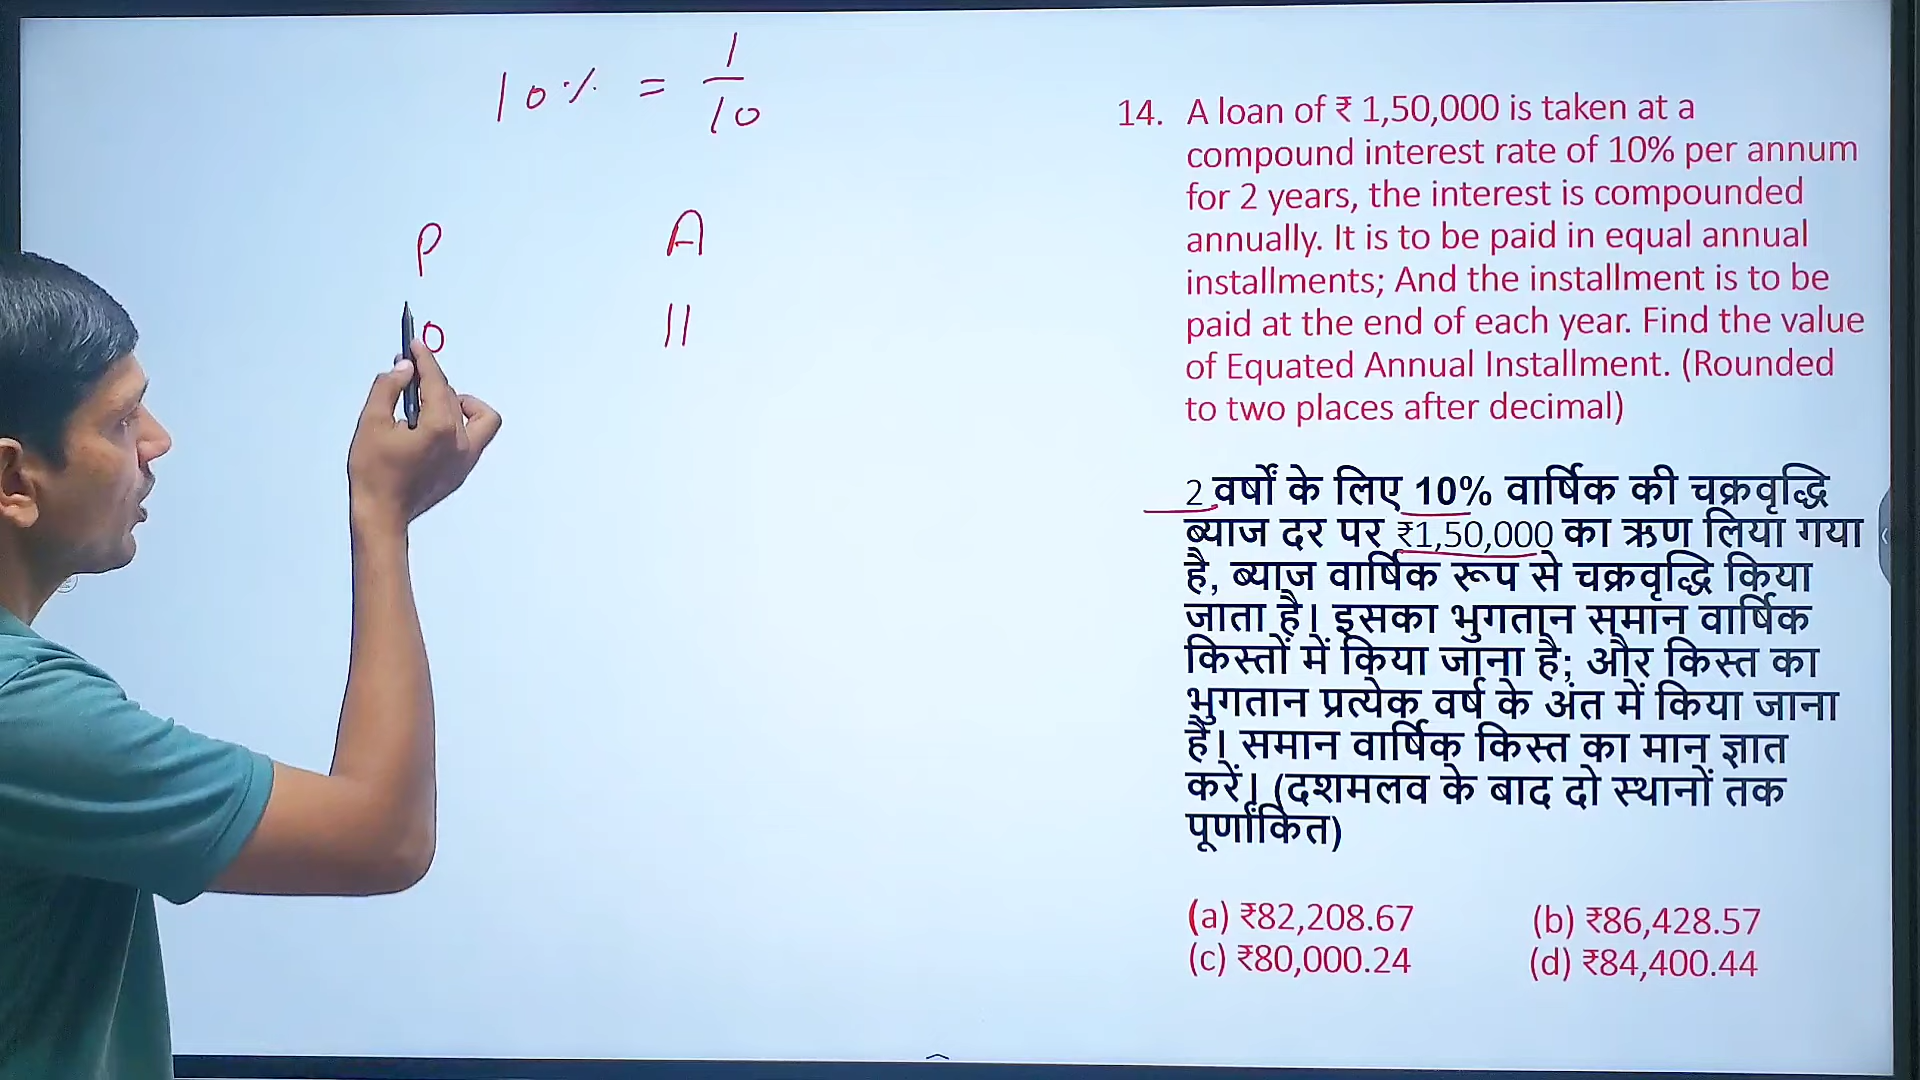 10% = 1/10
P A
10 11
14. A loan of ₹ 1,50,000 is taken at a
compound interest rate of 10% per annum
for 2 years, the interest is compounded
annually. It is to be paid in equal annual
installments; And the installment is to be
paid at the end of each year. Find the value
of Equated Annual Installment. (Rounded
to two places after decimal)
2 वर्षों के लिए 10% वार्षिक की चक्रवृद्धि
ब्याज दर पर ₹1,50,000 का ऋण लिया गया
है, ब्याज वार्षिक रूप से चक्रवृद्धि किया
जाता है। इसका भुगतान समान वार्षिक
किस्तों में किया जाना है; और किस्त का
भुगतान प्रत्येक वर्ष के अंत में किया जाना
है। समान वार्षिक किस्त का मान ज्ञात
करें। (दशमलव के बाद दो स्थानों तक
पूर्णांकित)
(a) ₹82,208.67 (b) ₹86,428.57
(c) ₹80,000.24 (d) ₹84,400.44